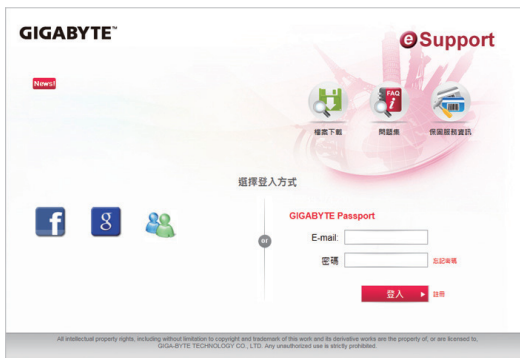 GIGABYTE™
eSupport
News!
FAQ
檔案下載
問題集
保固服務資訊
選擇登入方式
or
GIGABYTE Passport
E-mail:
密碼
忘記密碼
登入
註冊
All intellectual property rights, including without limitation to copyright and trademark of this work and its derivative works are the property of, or are licensed to,
GIGA-BYTE TECHNOLOGY CO., LTD. Any unauthorized use is strictly prohibited.